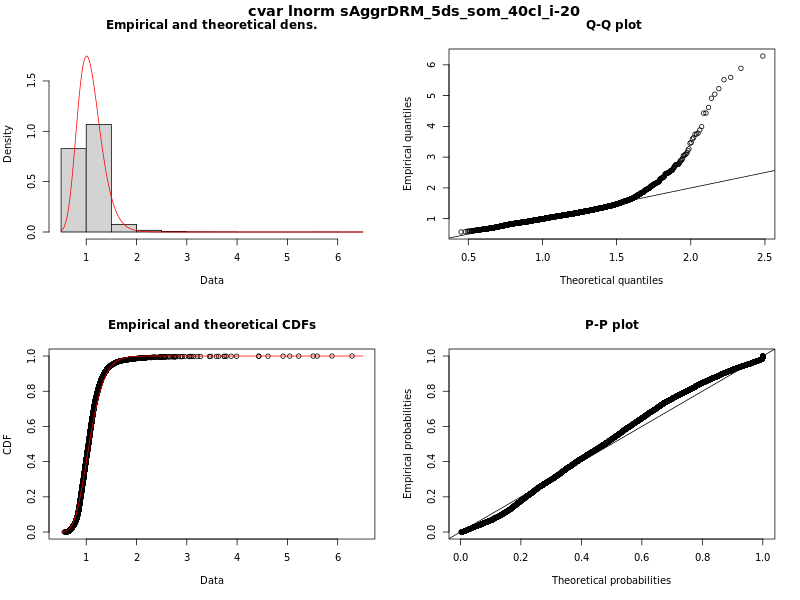 cvar lnorm sAggrDRM_5ds_som_40cl_i-20
Empirical and theoretical dens.
Density
0.0 0.5 1.0 1.5
1 2 3 4 5 6
Data
Q-Q plot
Empirical quantiles
1 2 3 4 5 6
0.5 1.0 1.5 2.0 2.5
Theoretical quantiles
Empirical and theoretical CDFs
CDF
0.0 0.2 0.4 0.6 0.8 1.0
1 2 3 4 5 6
Data
P-P plot
Empirical probabilities
0.0 0.2 0.4 0.6 0.8 1.0
0.0 0.2 0.4 0.6 0.8 1.0
Theoretical probabilities